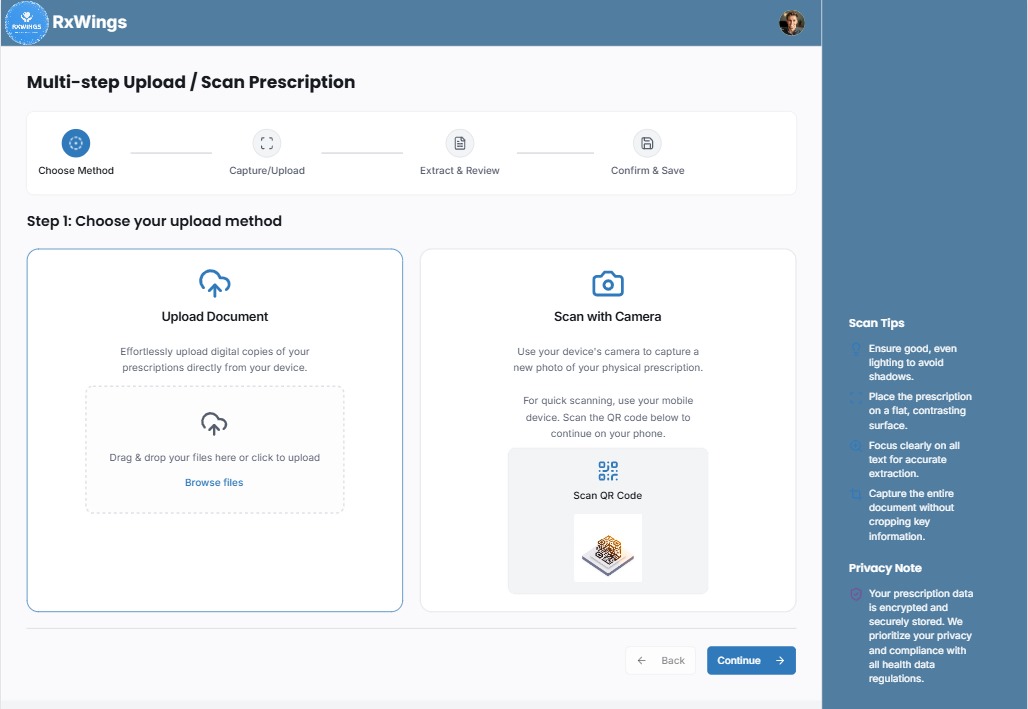 RXWINGS
RxWings
Multi-step Upload / Scan Prescription
Choose Method
Capture/Upload
Extract & Review
Confirm & Save
Step 1: Choose your upload method
Upload Document
Effortlessly upload digital copies of your
prescriptions directly from your device.
Drag & drop your files here or click to upload
Browse files
Scan with Camera
Use your device's camera to capture a
new photo of your physical prescription.
For quick scanning, use your mobile
device. Scan the QR code below to
continue on your phone.
Scan QR Code
Back
Continue
Scan Tips
Ensure good, even
lighting to avoid
shadows.
Place the prescription
on a flat, contrasting
surface.
Focus clearly on all
text for accurate
extraction.
Capture the entire
document without
cropping key
information.
Privacy Note
Your prescription data
is encrypted and
securely stored. We
prioritize your privacy
and compliance with
all health data
regulations.